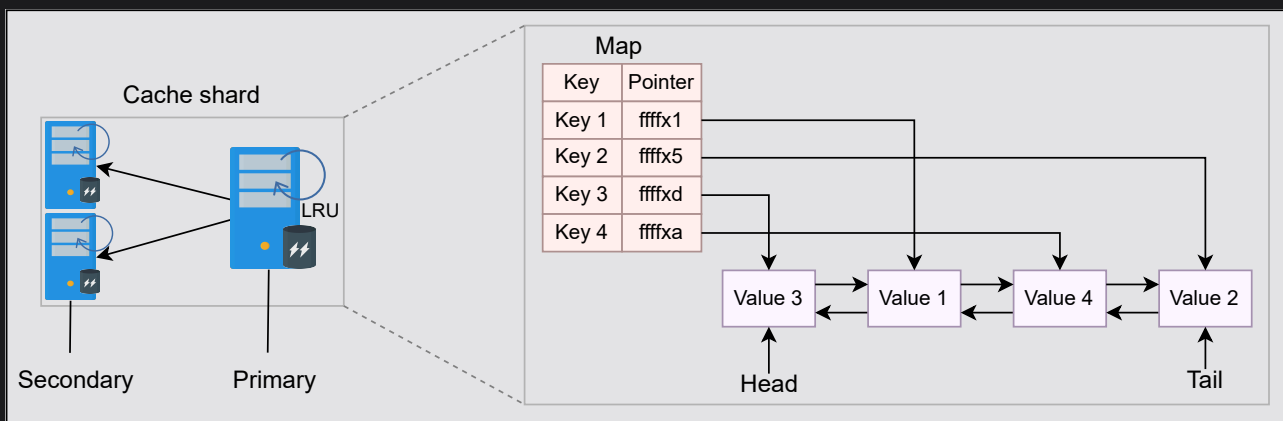 Cache shard
LRU
Secondary
Primary
Map
Key Pointer
Key 1 ffffx1
Key 2 ffffx5
Key 3 ffffxd
Key 4 ffffxa
Value 3
Value 1
Value 4
Value 2
Head
Tail